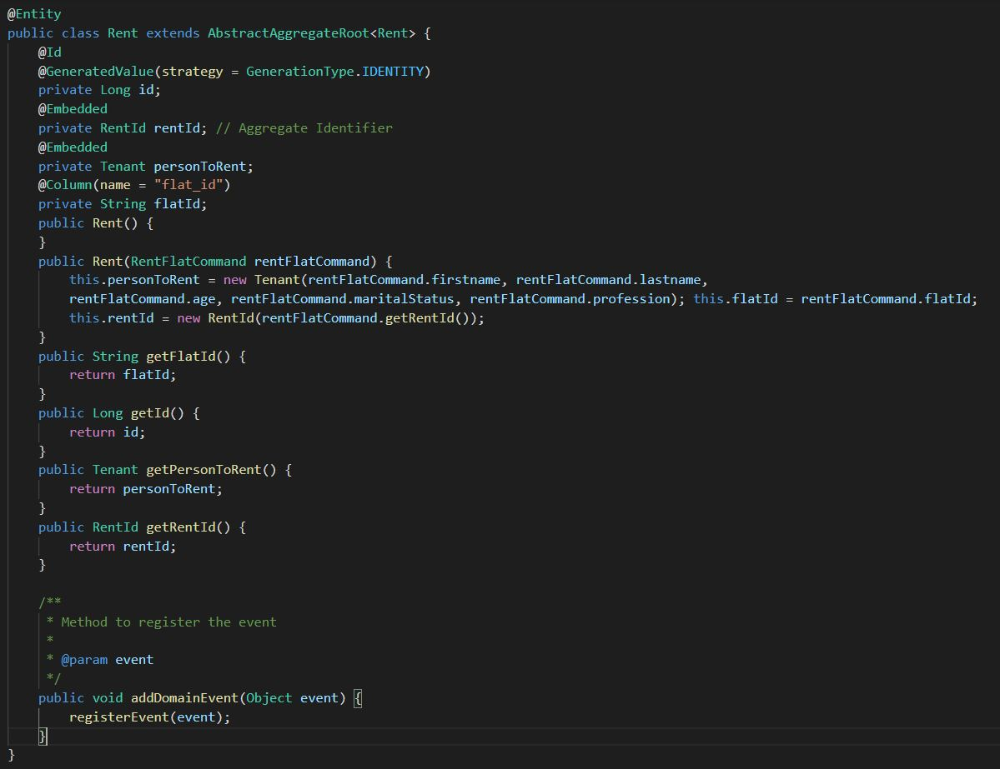 @Entity
public class Rent extends AbstractAggregateRoot<Rent> {
    @Id
    @GeneratedValue(strategy = GenerationType.IDENTITY)
    private Long id;
    @Embedded
    private RentId rentId; // Aggregate Identifier
    @Embedded
    private Tenant personToRent;
    @Column(name = "flat_id")
    private String flatId;
    public Rent() {
    }
    public Rent(RentFlatCommand rentFlatCommand) {
        this.personToRent = new Tenant(rentFlatCommand.firstname, rentFlatCommand.lastname,
        rentFlatCommand.age, rentFlatCommand.maritalStatus, rentFlatCommand.profession); this.flatId = rentFlatCommand.flatId;
        this.rentId = new RentId(rentFlatCommand.getRentId());
    }
    public String getFlatId() {
        return flatId;
    }
    public Long getId() {
        return id;
    }
    public Tenant getPersonToRent() {
        return personToRent;
    }
    public RentId getRentId() {
        return rentId;
    }

    /**
     * Method to register the event
     *
     * @param event
     */
    public void addDomainEvent(Object event) {
        registerEvent(event);
    }
}